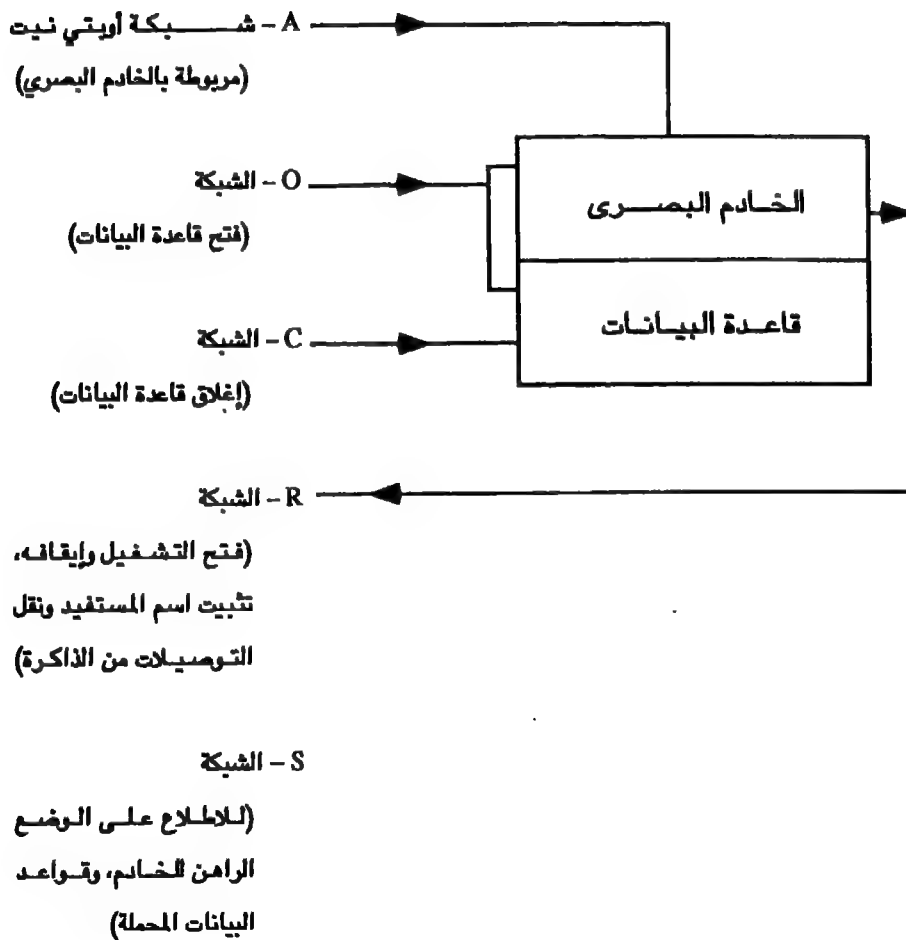 A – شبكة أوبتي نيت
(مربوطة بالخادم البصري)
O – الشبكة
(فتح قاعدة البيانات)
الخادم البصرى
قاعدة البيانات
C – الشبكة
(إغلاق قاعدة البيانات)
R – الشبكة
(فتح التشغيل وإيقافه،
تثبيت اسم المستفيد ونقل
التوصيلات من الذاكرة)
S – الشبكة
(للاطلاع على الوضع
الراهن للخادم، وقواعد
البيانات المحملة)